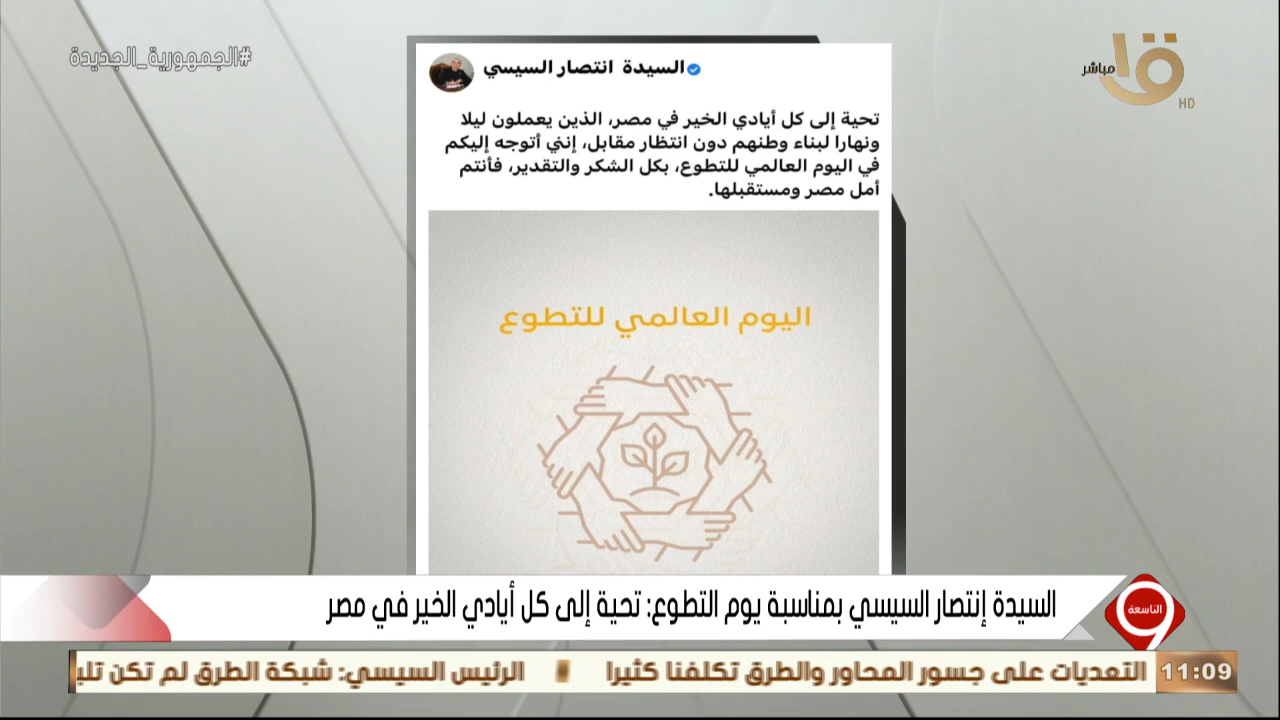 #الجمهورية_الجديدة
مباشر
HD
السيدة انتصار السيسي
تحية إلى كل أيادي الخير في مصر، الذين يعملون ليلا
ونهارا لبناء وطنهم دون انتظار مقابل، إنني أتوجه إليكم
في اليوم العالمي للتطوع، بكل الشكر والتقدير، فأنتم
أمل مصر ومستقبلها.
اليوم العالمي للتطوع
التاسعة
9
السيدة إنتصار السيسي بمناسبة يوم التطوع: تحية إلى كل أيادي الخير في مصر
11:09
التعديات على جسور المحاور والطرق تكلفنا كثيرا
الرئيس السيسي: شبكة الطرق لم تكن